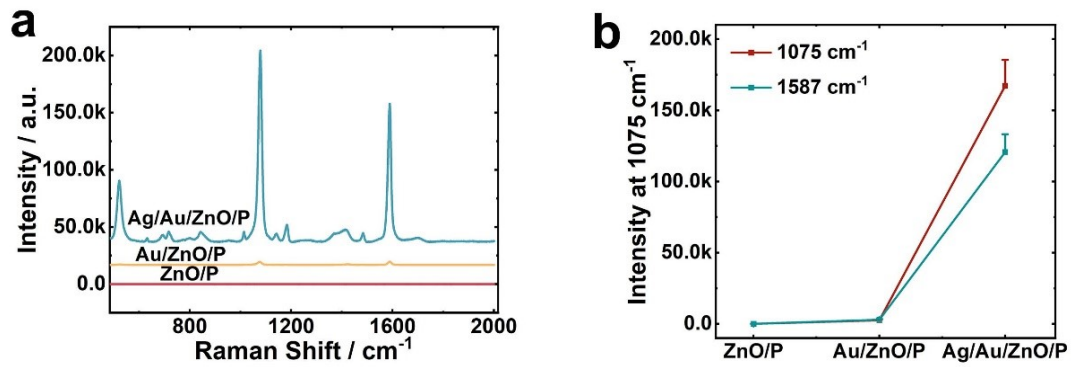 a
200.0k
150.0k
100.0k
50.0k
0.0
Intensity / a.u.
Ag/Au/ZnO/P
Au/ZnO/P
ZnO/P
800 1200 1600 2000
Raman Shift / cm⁻¹
b
200.0k
150.0k
100.0k
50.0k
0.0
Intensity at 1075 cm⁻¹
1075 cm⁻¹
1587 cm⁻¹
ZnO/P Au/ZnO/P Ag/Au/ZnO/P